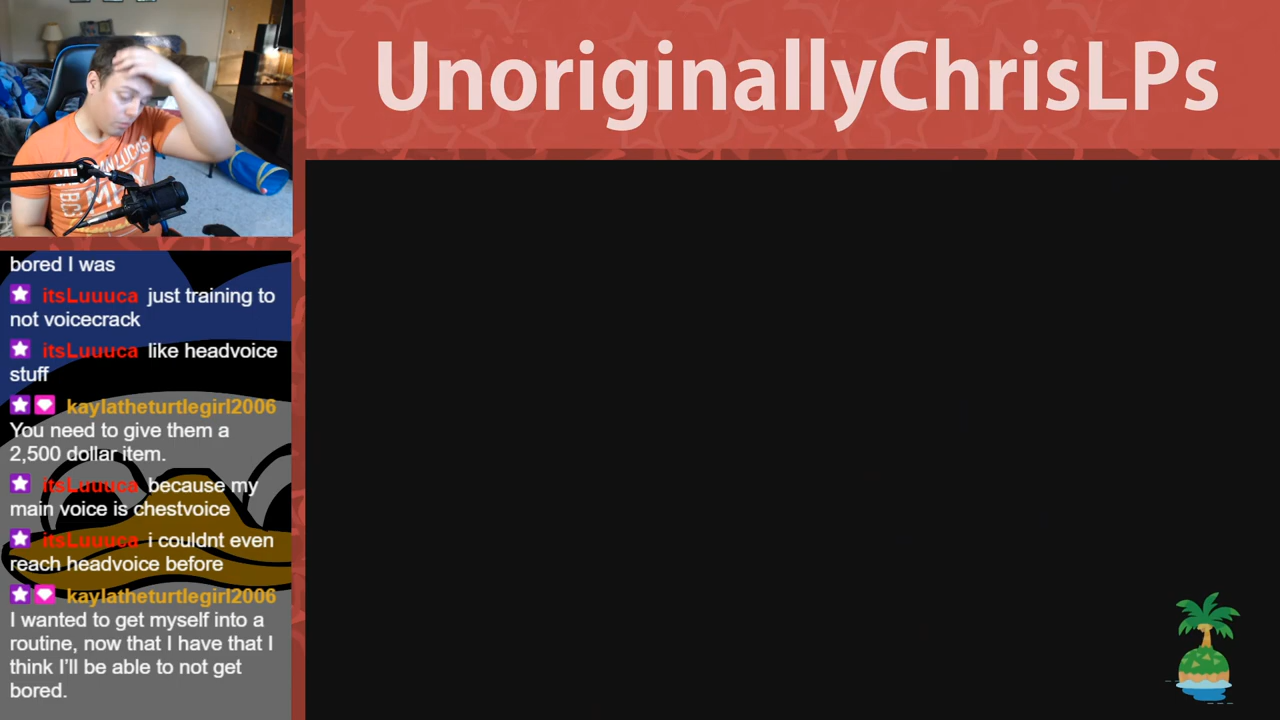 UnoriginallyChrisLPs
bored I was
itsLuuuca just training to
not voicecrack
itsLuuuca like headvoice
stuff
kaylatheturtlegirl2006
You need to give them a
2,500 dollar item.
itsLuuuca because my
main voice is chestvoice
itsLuuuca i couldnt even
reach headvoice before
kaylatheturtlegirl2006
I wanted to get myself into a
routine, now that I have that I
think I'll be able to not get
bored.